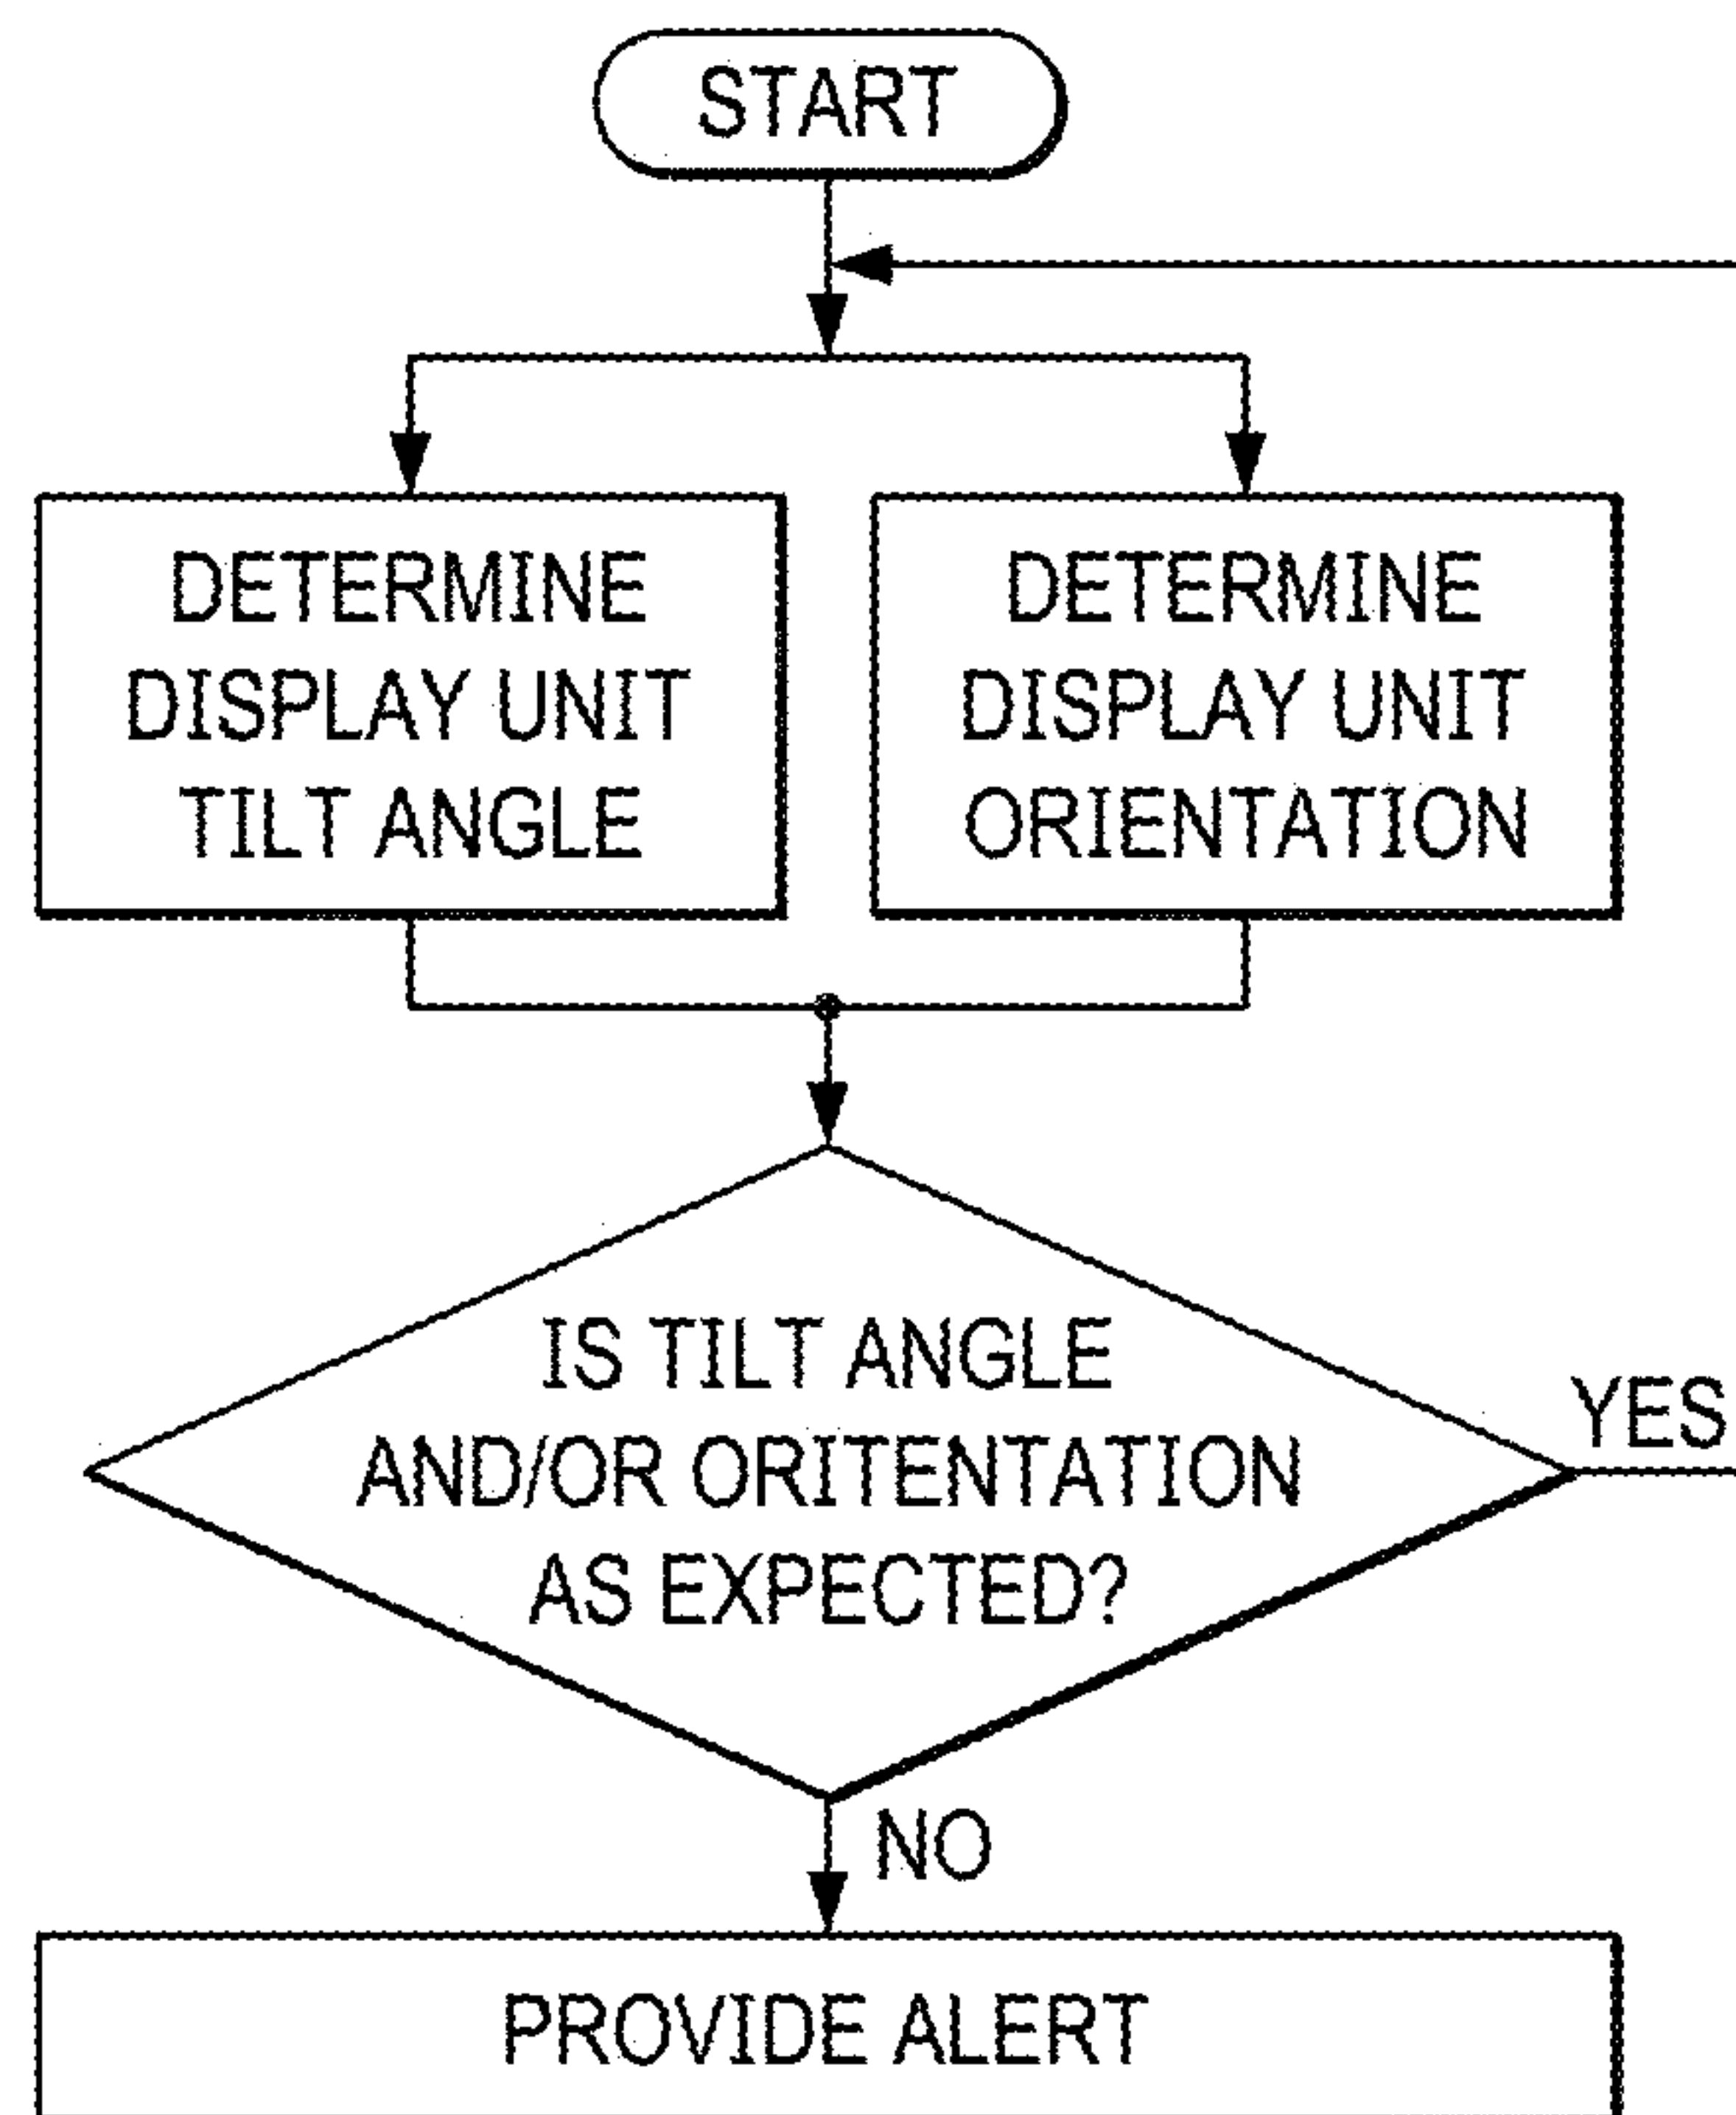 START
DETERMINE
DISPLAY UNIT
TILT ANGLE
DETERMINE
DISPLAY UNIT
ORIENTATION
IS TILT ANGLE
AND/OR ORITENTATION
AS EXPECTED?
YES
NO
PROVIDE ALERT